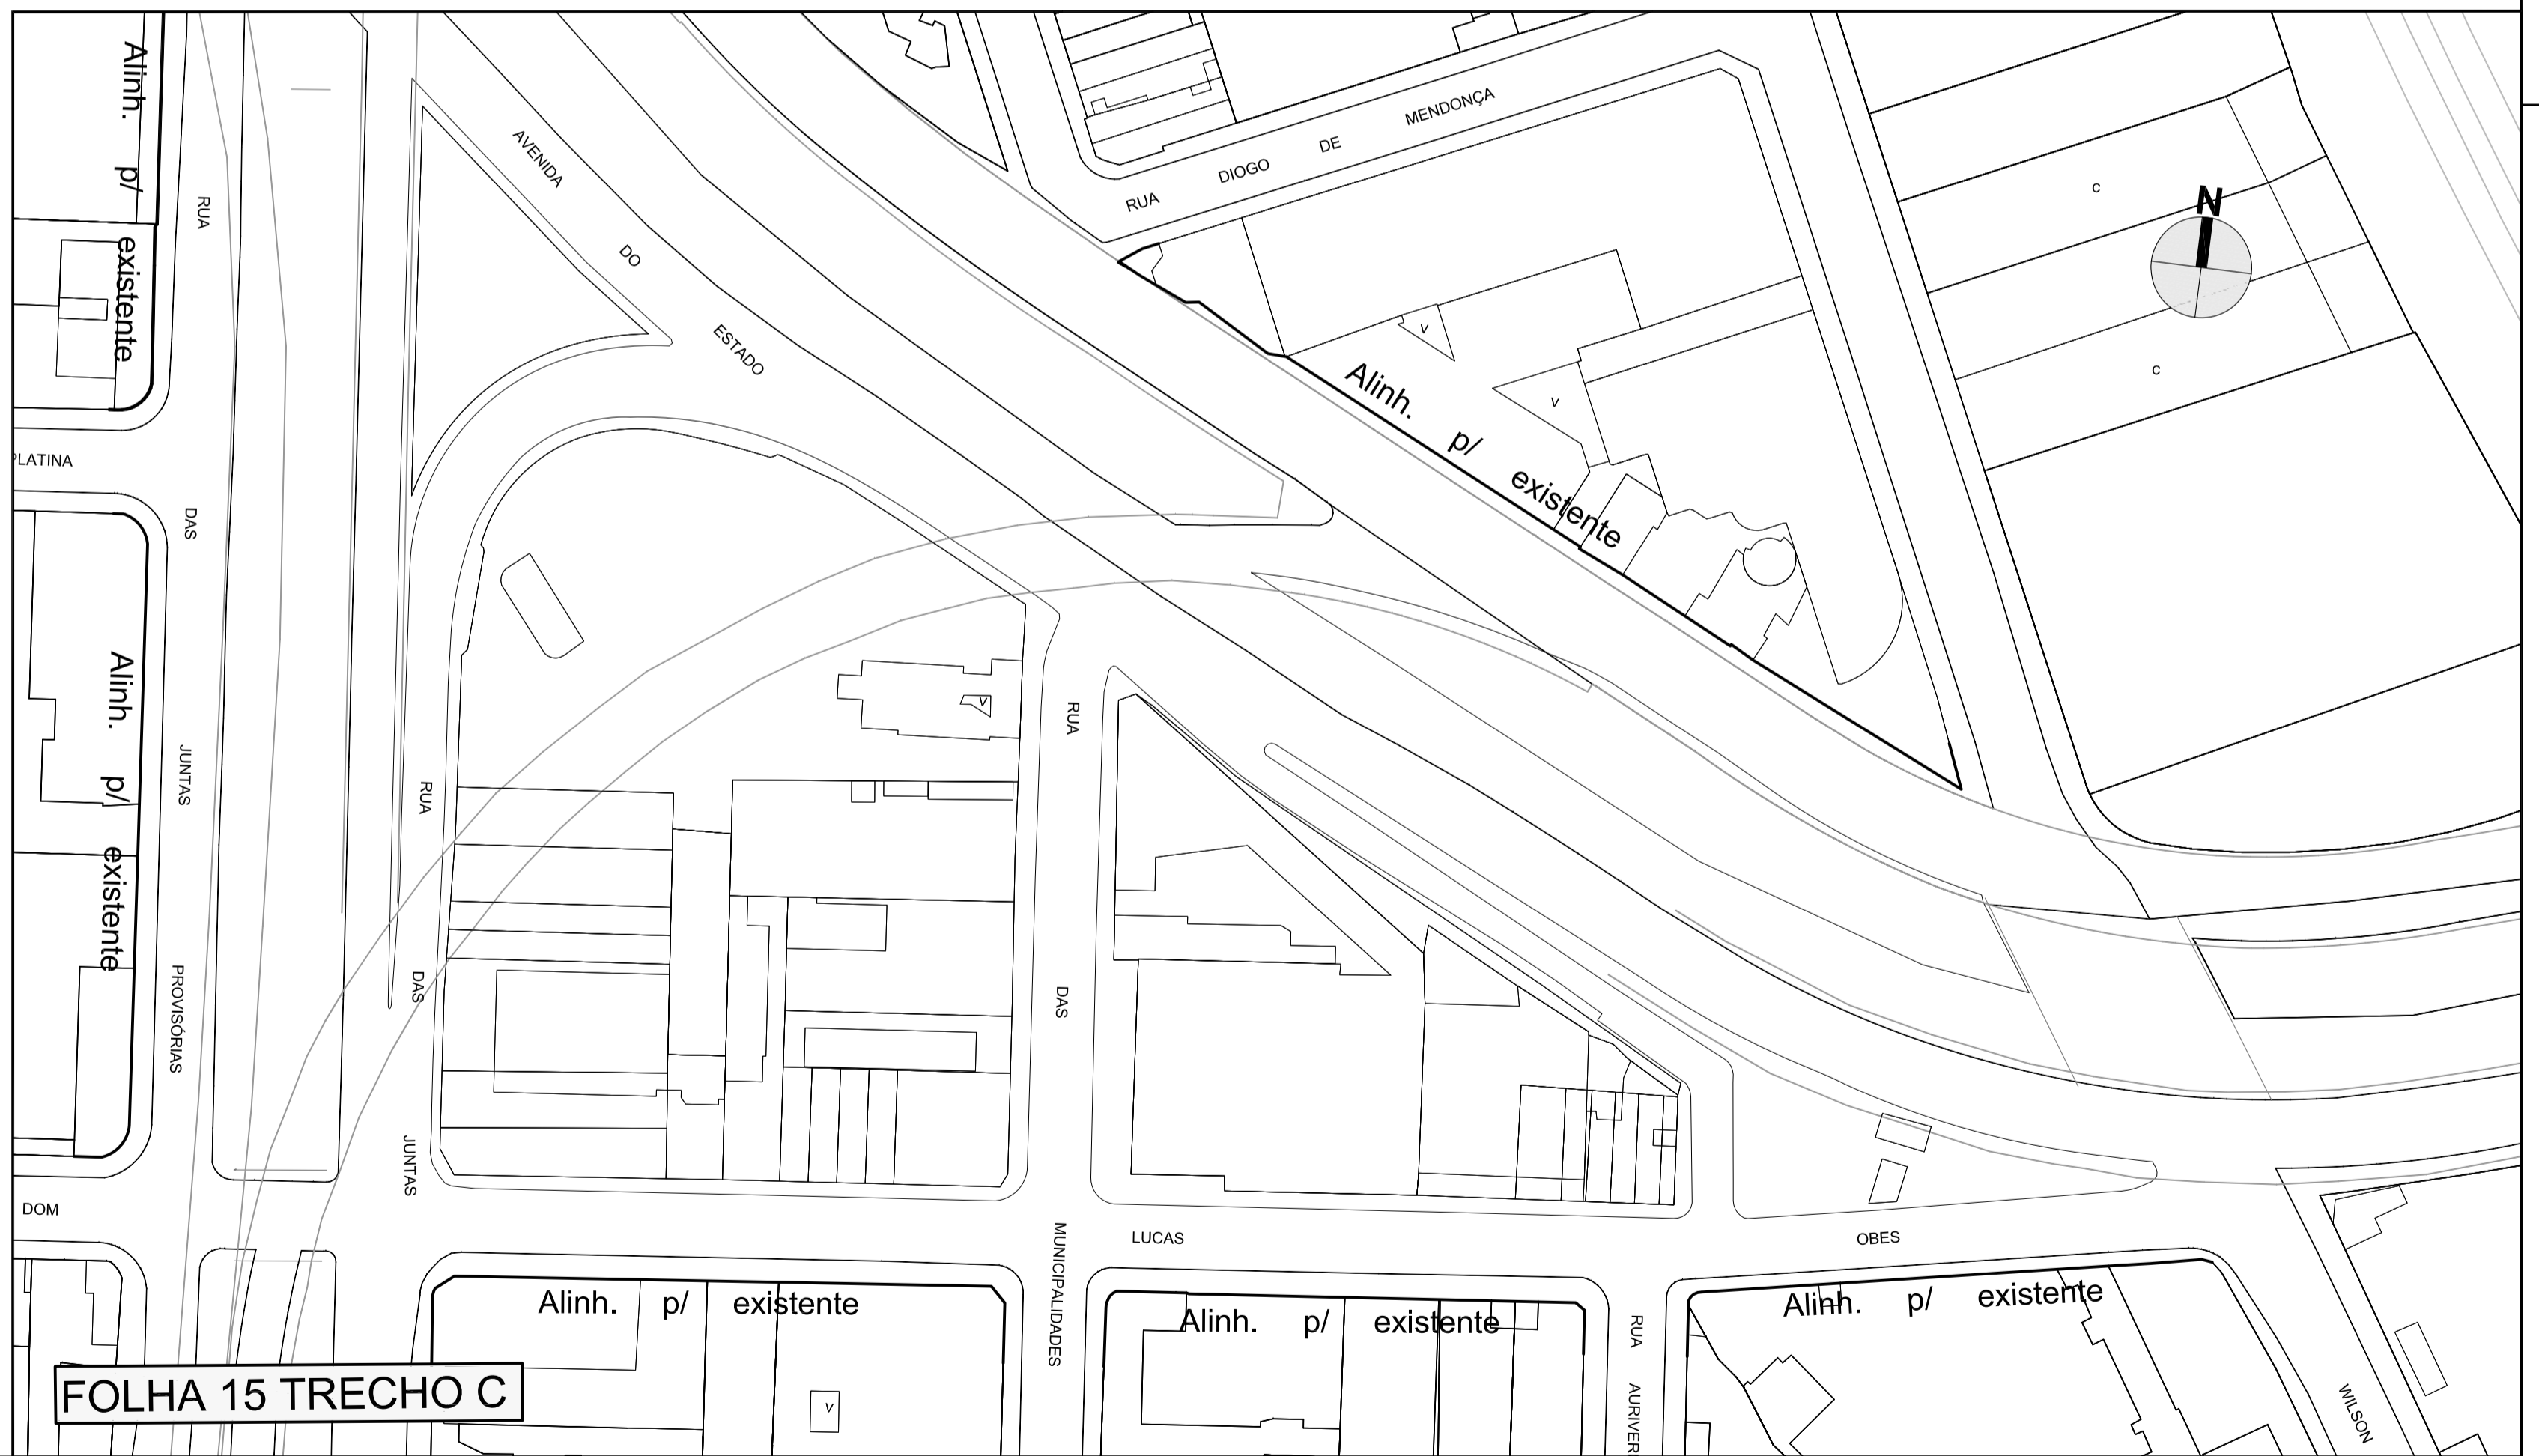 Alinh. p/ existente
RUA DAS JUNTAS PROVISÓRIAS
AVENIDA DO ESTADO
RUA DIOGO DE MENDONÇA
N
c
c
v
v
Alinh. p/ existente
PLATINA
Alinh. p/ existente
RUA DAS JUNTAS
v
RUA DAS MUNICIPALIDADES
DOM
LUCAS
OBES
Alinh. p/ existente
Alinh. p/ existente
Alinh. p/ existente
RUA
WILSON
FOLHA 15 TRECHO C
v